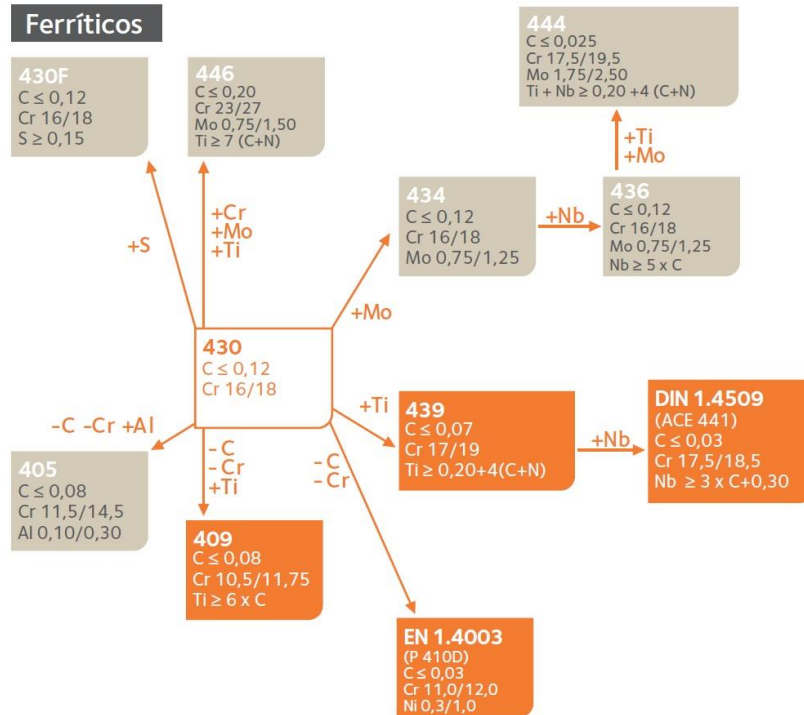 Ferríticos
430F
C ≤ 0,12
Cr 16/18
S ≥ 0,15
446
C ≤ 0,20
Cr 23/27
Mo 0,75/1,50
Ti ≥ 7 (C+N)
444
C ≤ 0,025
Cr 17,5/19,5
Mo 1,75/2,50
Ti + Nb ≥ 0,20 +4 (C+N)
+Ti
+Mo
434
C ≤ 0,12
Cr 16/18
Mo 0,75/1,25
+Nb
436
C ≤ 0,12
Cr 16/18
Mo 0,75/1,25
Nb ≥ 5 x C
+S
+Cr
+Mo
+Ti
+Mo
430
C ≤ 0,12
Cr 16/18
+Ti
439
C ≤ 0,07
Cr 17/19
Ti ≥ 0,20+4(C+N)
+Nb
DIN 1.4509
(ACE 441)
C ≤ 0,03
Cr 17,5/18,5
Nb ≥ 3 x C+0,30
-C -Cr +Al
405
C ≤ 0,08
Cr 11,5/14,5
Al 0,10/0,30
- C
- Cr
+Ti
409
C ≤ 0,08
Cr 10,5/11,75
Ti ≥ 6 x C
- C
- Cr
EN 1.4003
(P 410D)
C ≤ 0,03
Cr 11,0/12,0
Ni 0,3/1,0